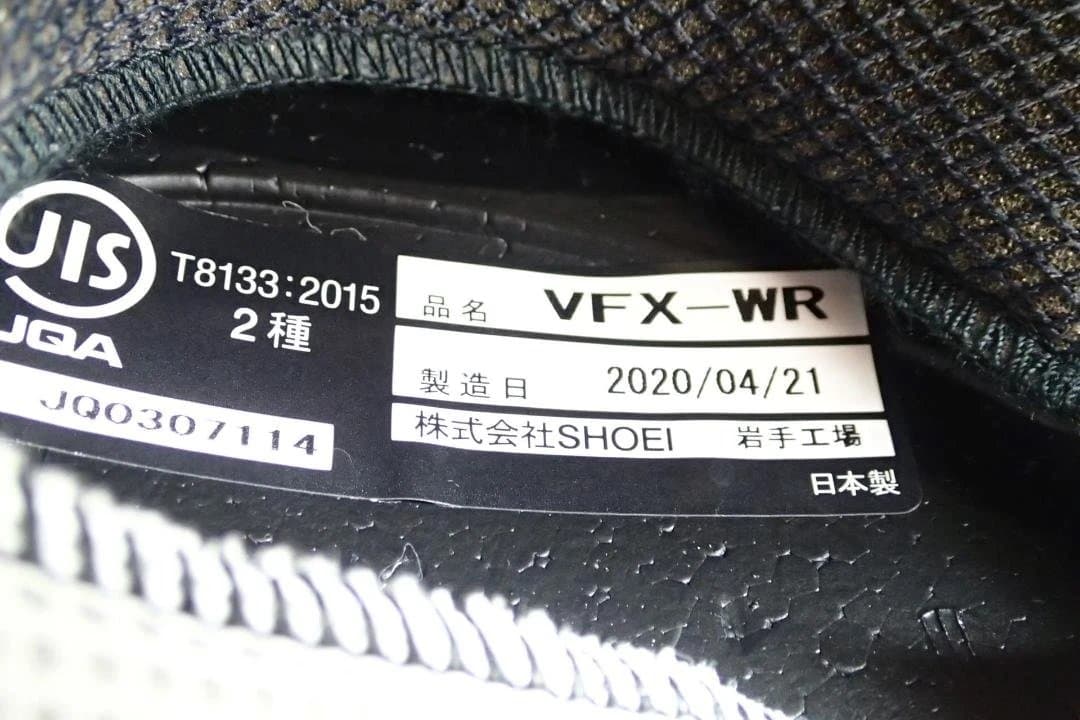 JIS
JQA
T8133:2015
2種
JQ0307114
品名 VFX-WR
製造日 2020/04/21
株式会社SHOEI 岩手工場
日本製